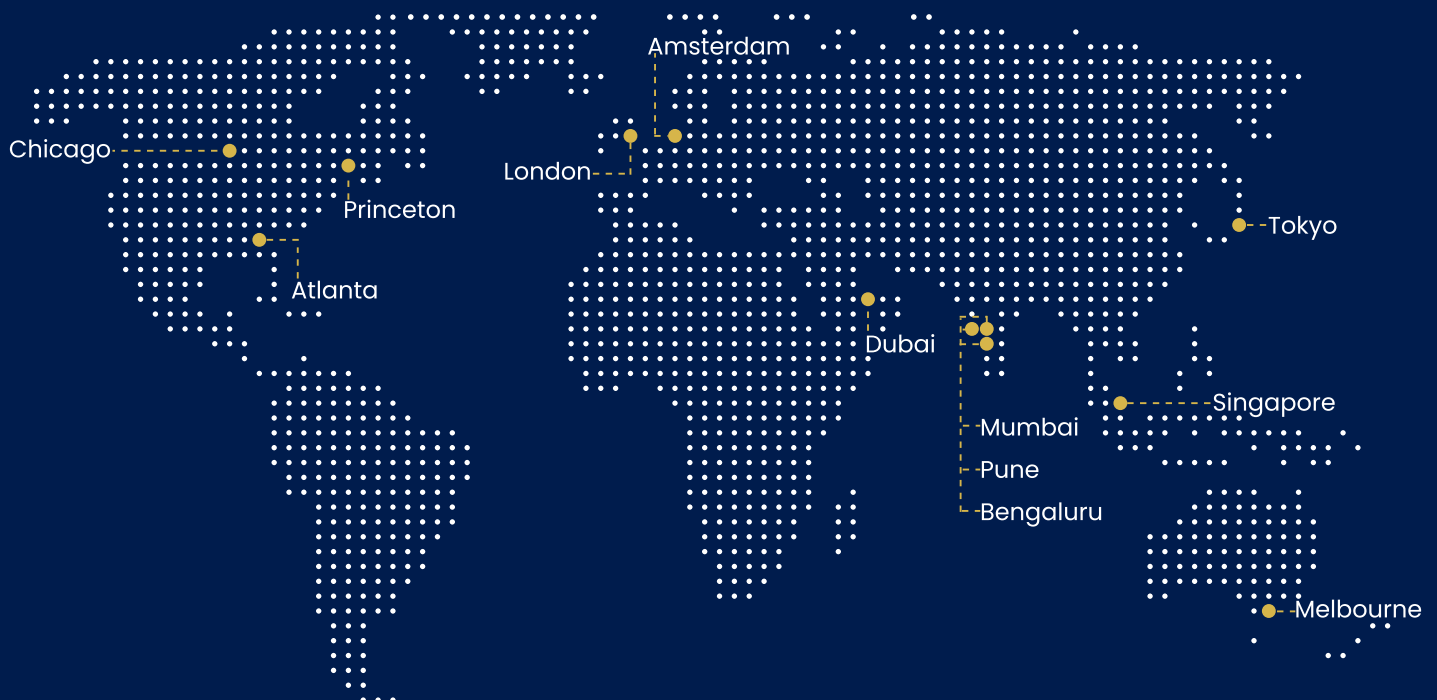 Amsterdam
Chicago
London
Princeton
Tokyo
Atlanta
Dubai
Singapore
Mumbai
Pune
Bengaluru
Melbourne